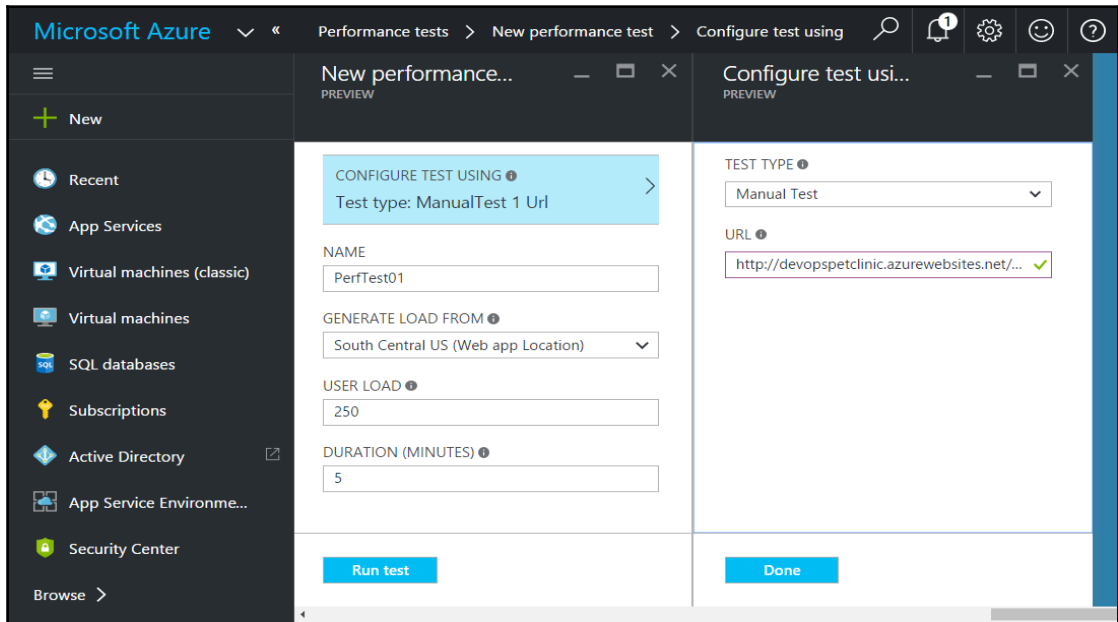 Microsoft Azure
Performance tests > New performance test > Configure test using
1
New
Recent
App Services
Virtual machines (classic)
Virtual machines
SQL
SQL databases
Subscriptions
Active Directory
App Service Environme...
Security Center
Browse >
New performance...
PREVIEW
CONFIGURE TEST USING
Test type: ManualTest 1 Url
NAME
PerfTest01
GENERATE LOAD FROM
South Central US (Web app Location)
USER LOAD
250
DURATION (MINUTES)
5
Run test
Configure test usi...
PREVIEW
TEST TYPE
Manual Test
URL
http://devopspetclinic.azurewebsites.net/...
Done